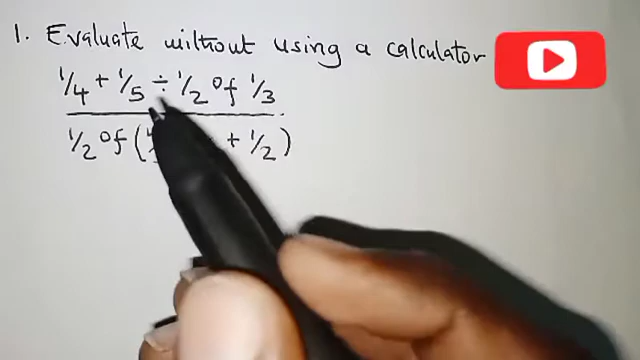 1. Evaluate without using a calculator
1/4 + 1/5 ÷ 1/2 of 1/3
1/2 of ( + 1/2 )